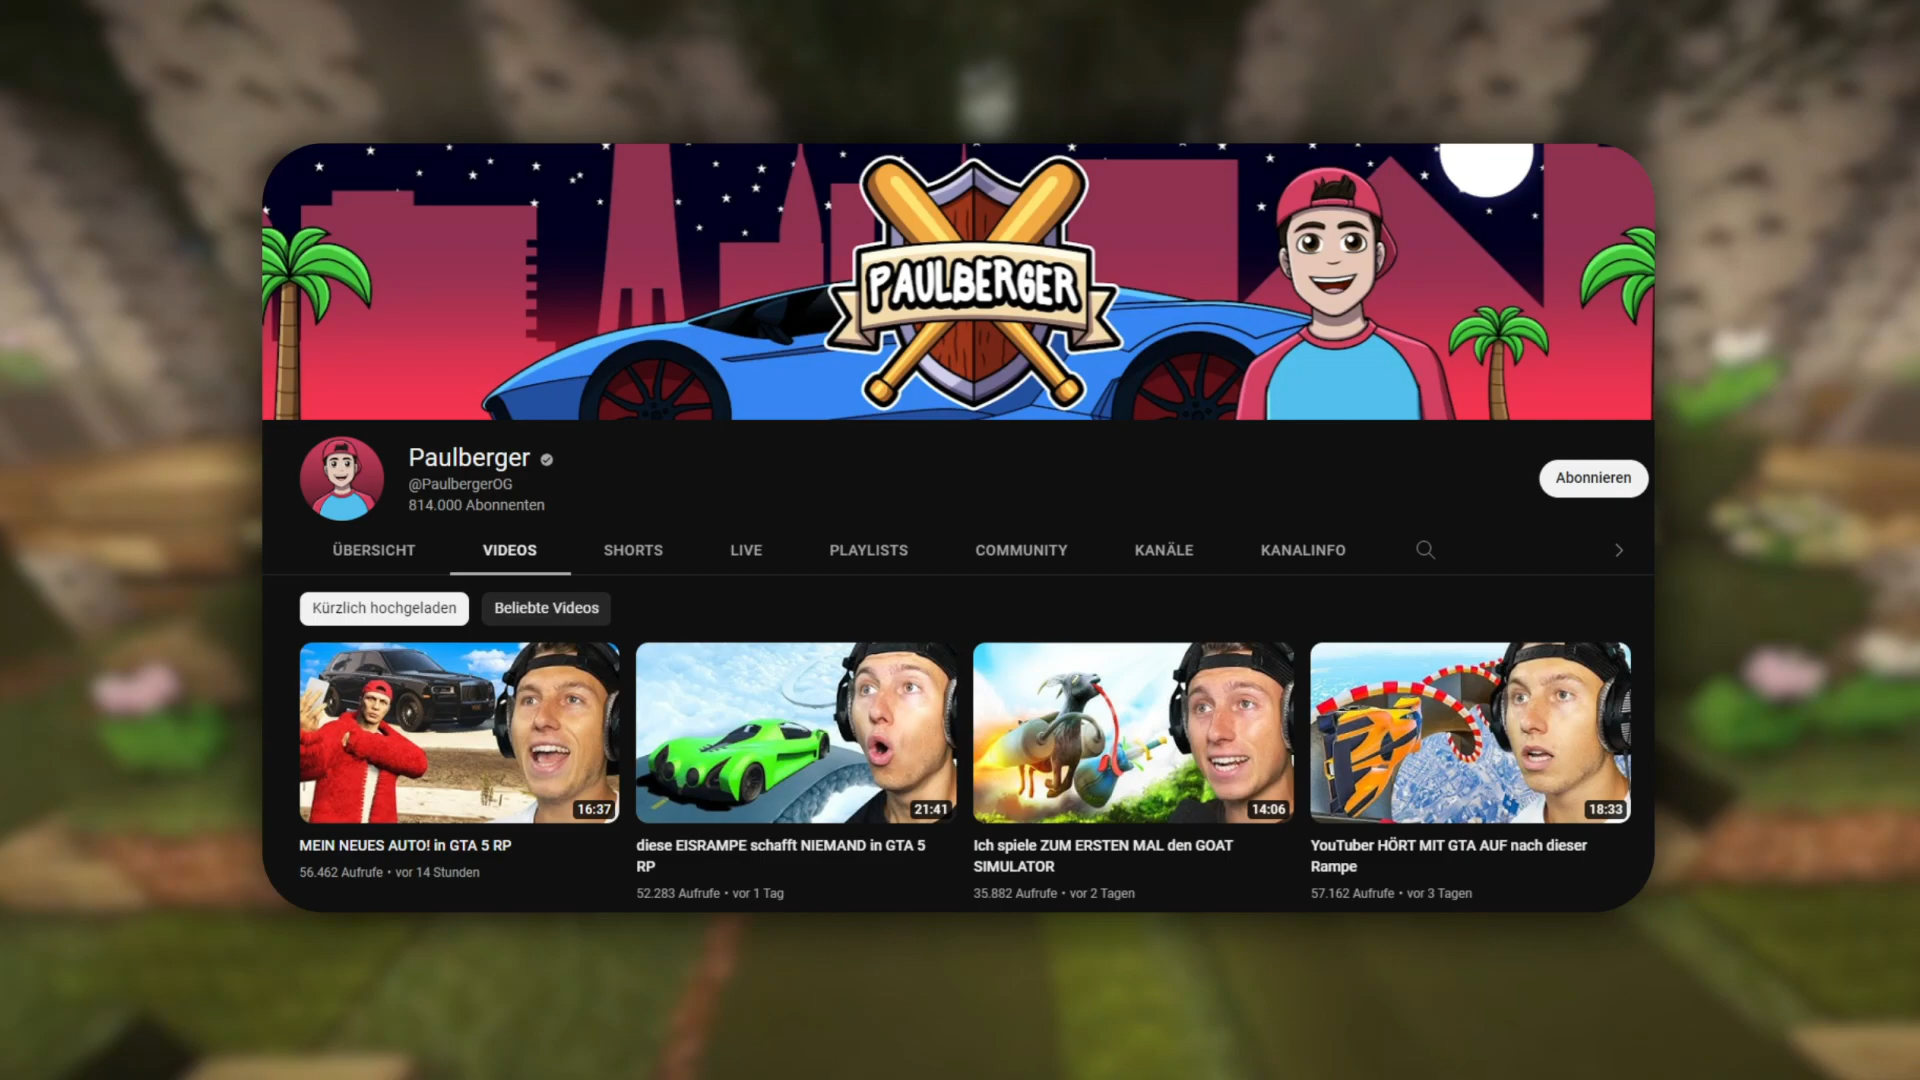 PAULBERGER
Paulberger
@PaulbergerOG
814.000 Abonnenten
Abonnieren
ÜBERSICHT VIDEOS SHORTS LIVE PLAYLISTS COMMUNITY KANÄLE KANALINFO
Kürzlich hochgeladen Beliebte Videos
16:37 21:41 14:06 18:33
MEIN NEUES AUTO! in GTA 5 RP
56.462 Aufrufe • vor 14 Stunden
diese EISRAMPE schafft NIEMAND in GTA 5
RP
52.283 Aufrufe • vor 1 Tag
Ich spiele ZUM ERSTEN MAL den GOAT
SIMULATOR
35.882 Aufrufe • vor 2 Tagen
YouTuber HÖRT MIT GTA AUF nach dieser
Rampe
57.162 Aufrufe • vor 3 Tagen